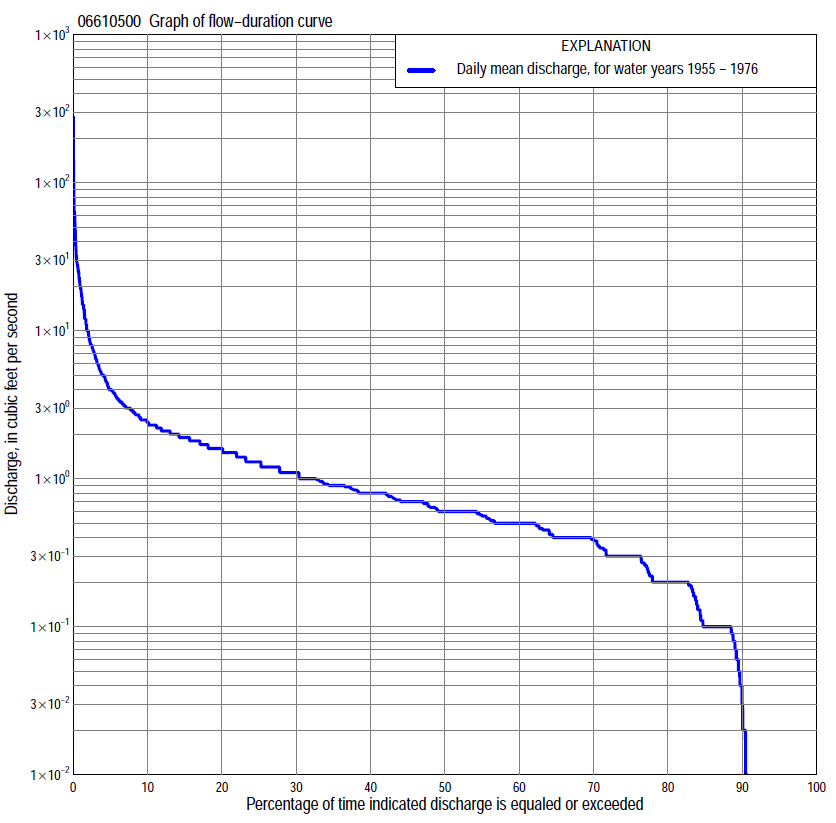 06610500 Graph of flow−duration curve
EXPLANATION
Daily mean discharge, for water years 1955 − 1976
Discharge, in cubic feet per second
1×10³
3×10²
1×10²
3×10¹
1×10¹
3×10⁰
1×10⁰
3×10⁻¹
1×10⁻¹
3×10⁻²
1×10⁻²
0 10 20 30 40 50 60 70 80 90 100
Percentage of time indicated discharge is equaled or exceeded